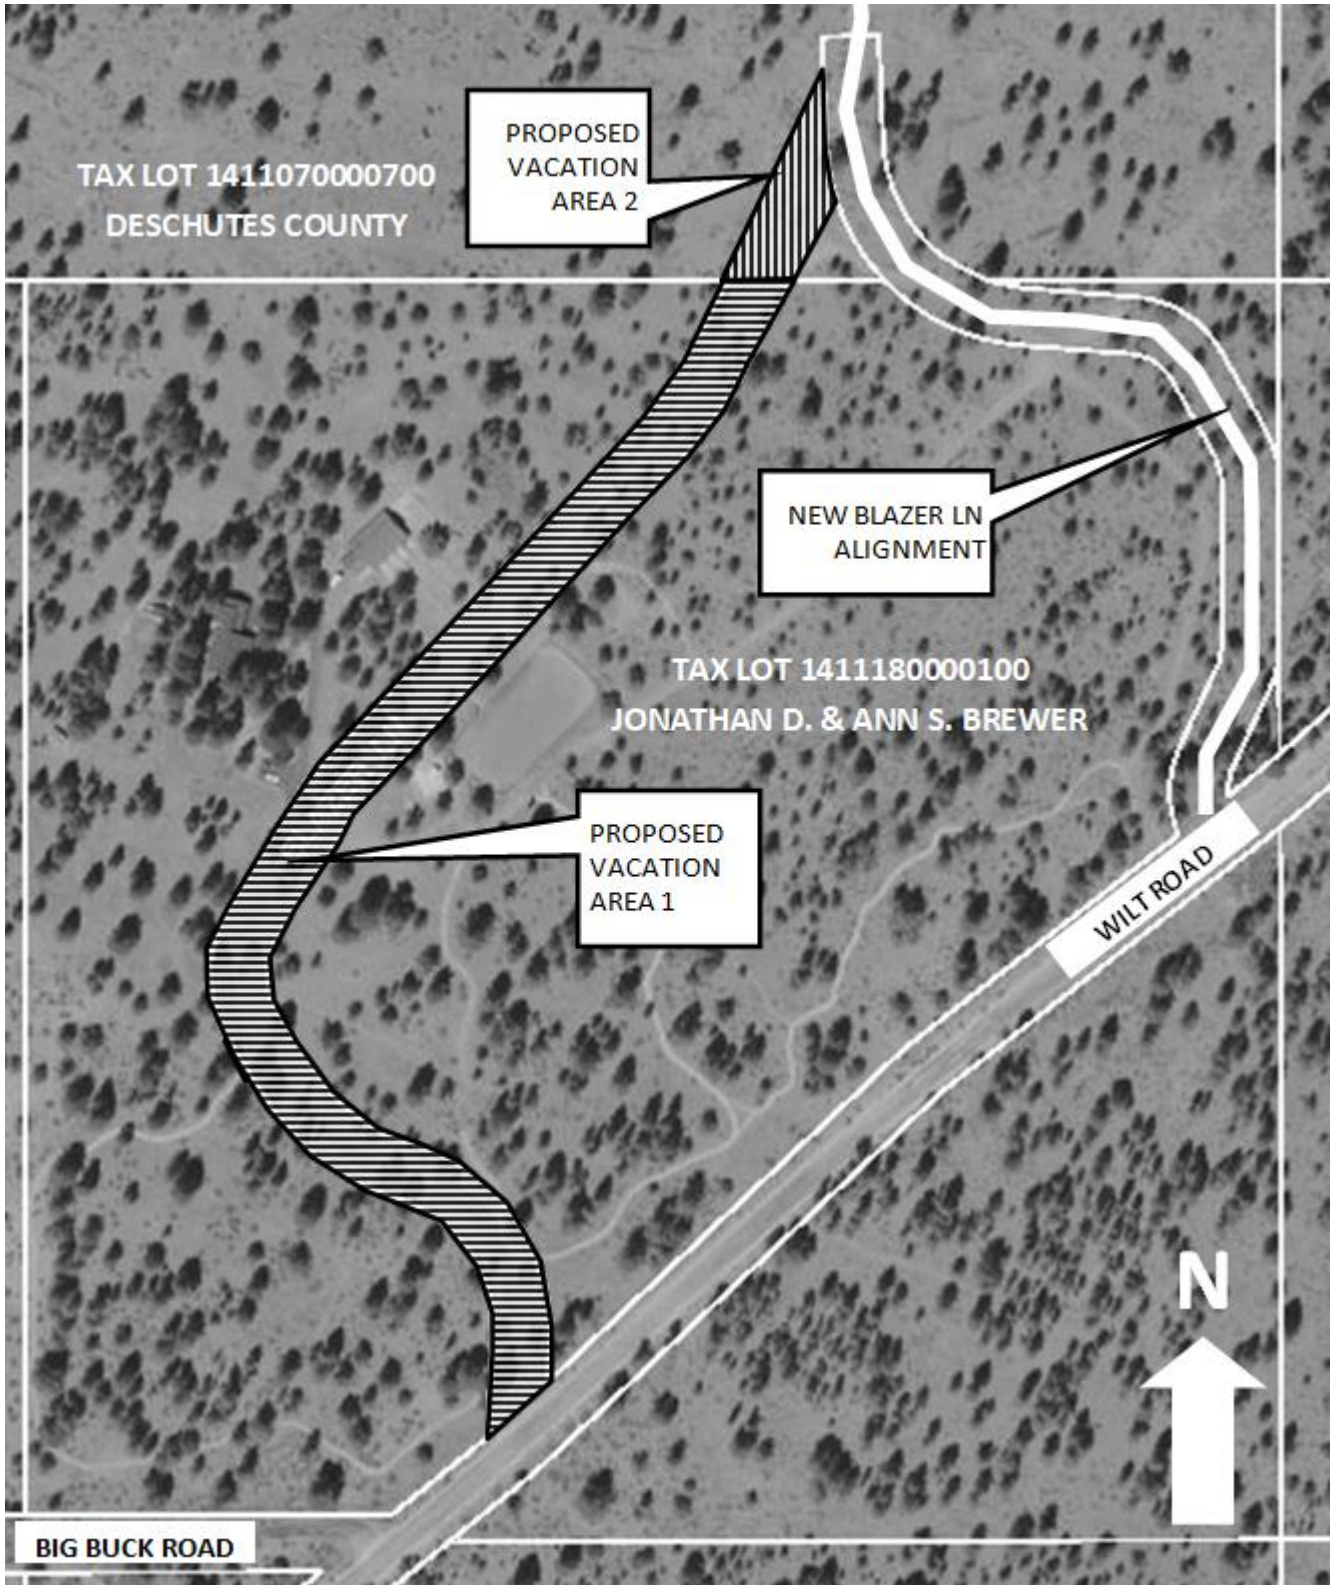 PROPOSED
VACATION
AREA 2
TAX LOT 1411070000700
DESCHUTES COUNTY
NEW BLAZER LN
ALIGNMENT
TAX LOT 1411180000100
JONATHAN D. & ANN S. BREWER
PROPOSED
VACATION
AREA 1
WILT ROAD
N
BIG BUCK ROAD